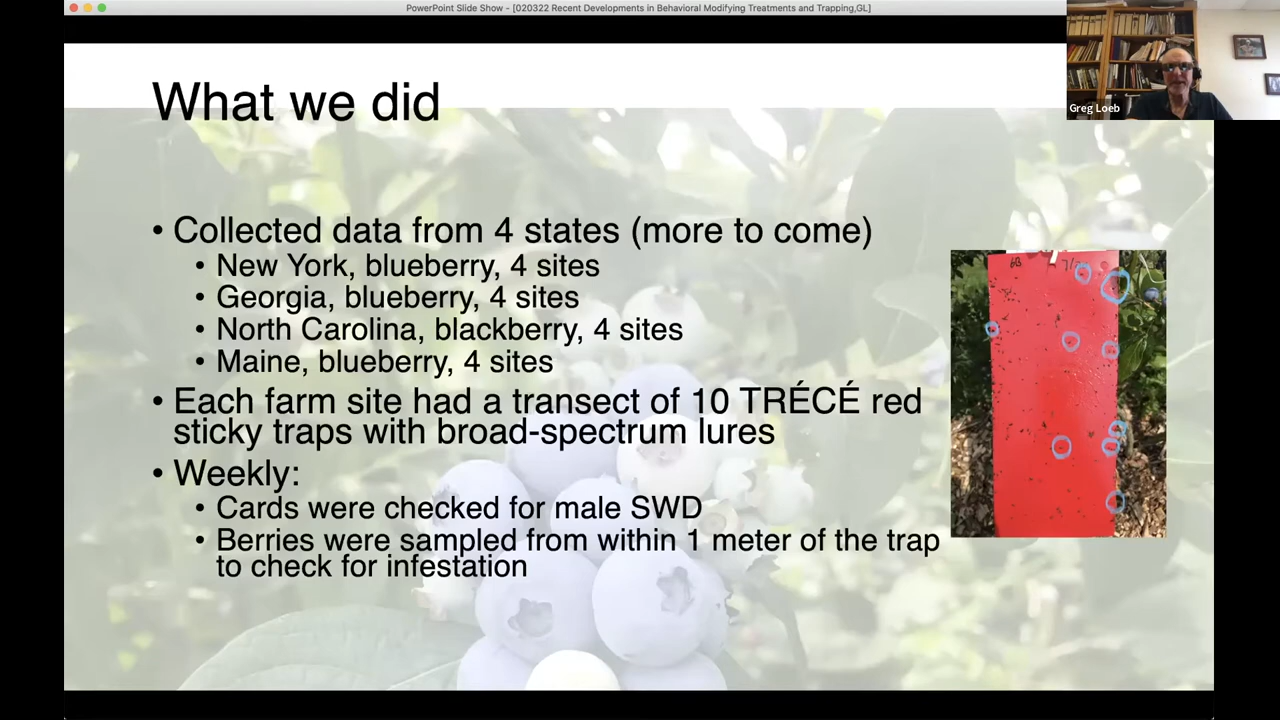 PowerPoint Slide Show - [020322 Recent Developments in Behavioral Modifying Treatments and Trapping,GL]
Greg Loeb
What we did
• Collected data from 4 states (more to come)
• New York, blueberry, 4 sites
• Georgia, blueberry, 4 sites
• North Carolina, blackberry, 4 sites
• Maine, blueberry, 4 sites
• Each farm site had a transect of 10 TRÉCÉ red
sticky traps with broad-spectrum lures
• Weekly:
• Cards were checked for male SWD
• Berries were sampled from within 1 meter of the trap
to check for infestation